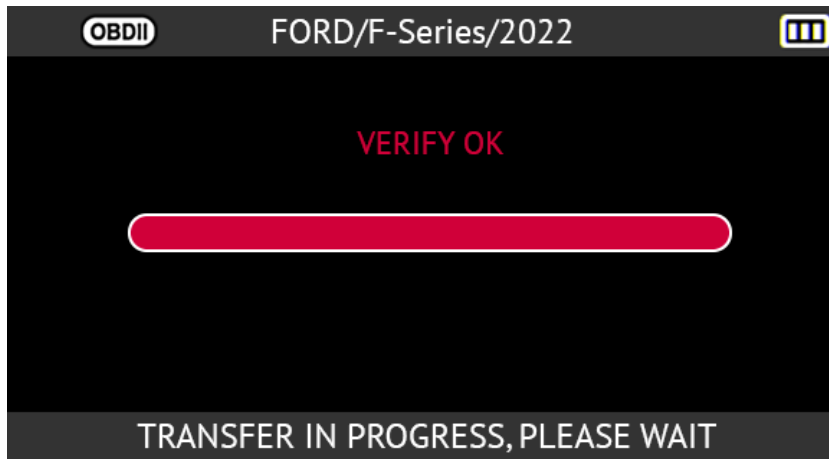 OBDII FORD/F-Series/2022
VERIFY OK
TRANSFER IN PROGRESS, PLEASE WAIT